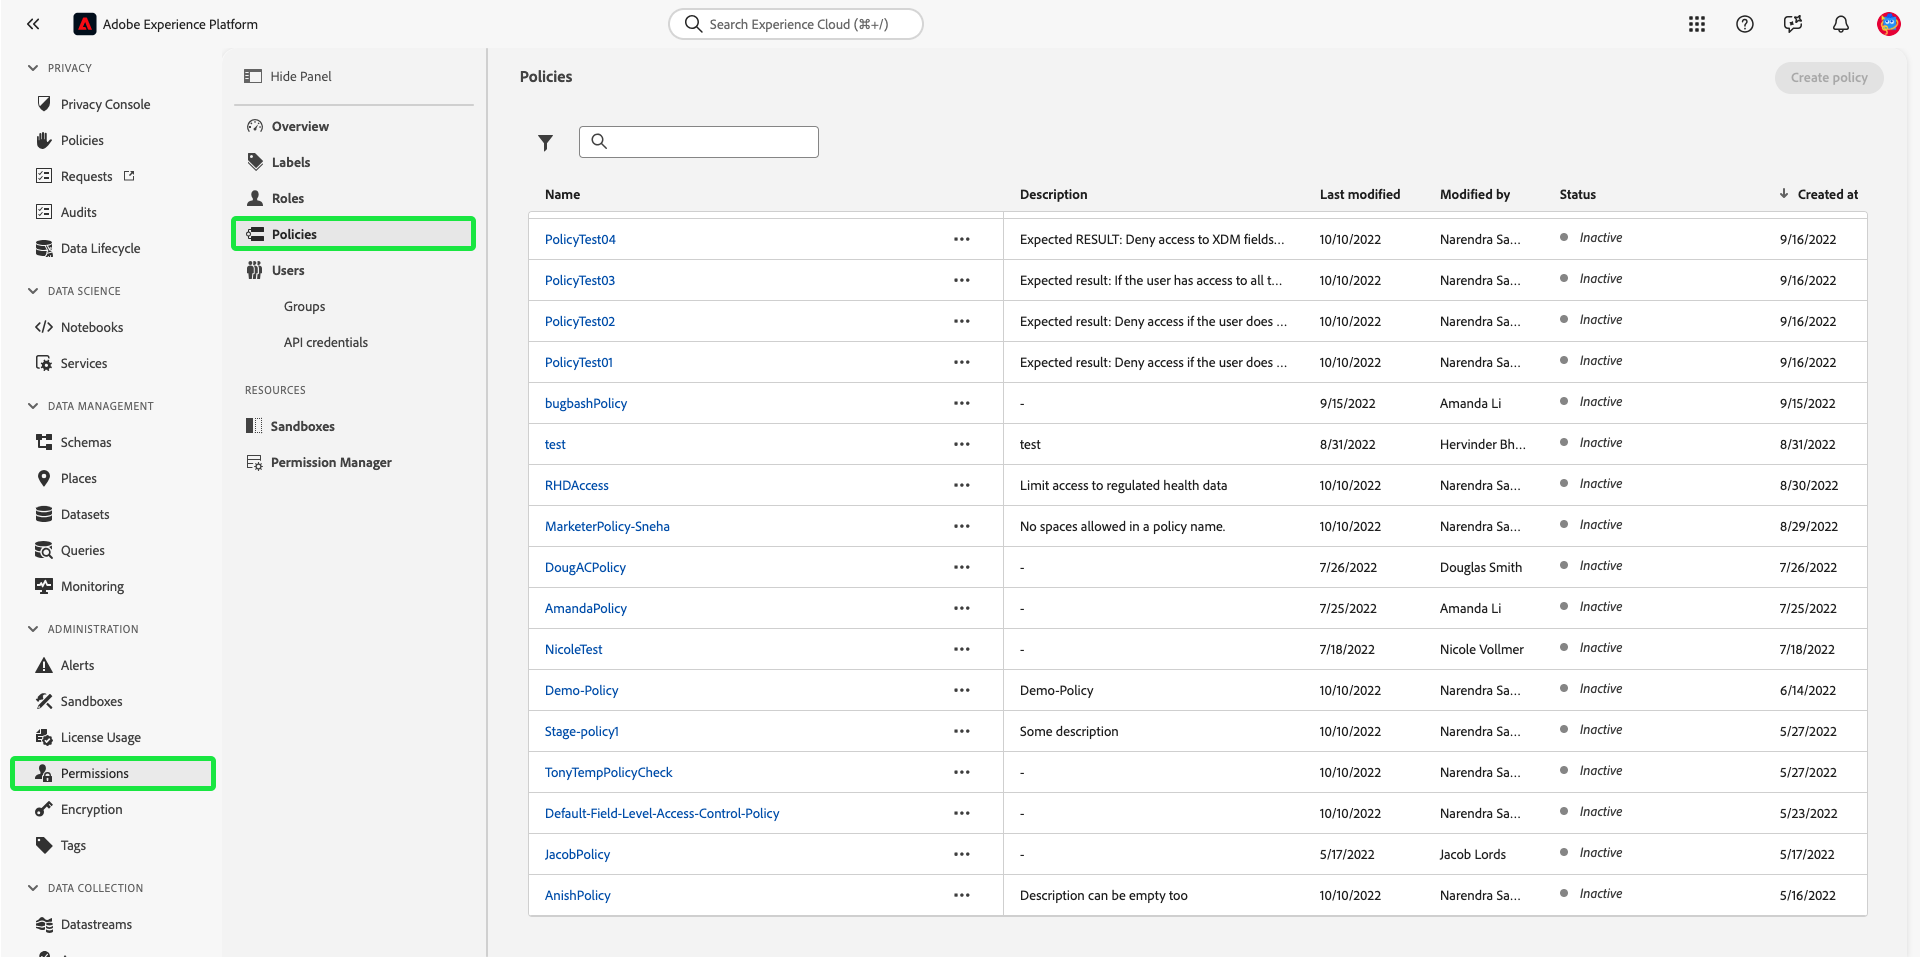 Adobe Experience Platform
Search Experience Cloud (⌘+/)
PRIVACY
Privacy Console
Policies
Requests
Audits
Data Lifecycle
DATA SCIENCE
Notebooks
Services
DATA MANAGEMENT
Schemas
Places
Datasets
Queries
Monitoring
ADMINISTRATION
Alerts
Sandboxes
License Usage
Permissions
Encryption
Tags
DATA COLLECTION
Datastreams
Hide Panel
Overview
Labels
Roles
Policies
Users
Groups
API credentials
RESOURCES
Sandboxes
Permission Manager
Policies
Create policy
Name Description Last modified Modified by Status Created at
PolicyTest04 ••• Expected RESULT: Deny access to XDM fields... 10/10/2022 Narendra Sa... Inactive 9/16/2022
PolicyTest03 ••• Expected result: If the user has access to all t... 10/10/2022 Narendra Sa... Inactive 9/16/2022
PolicyTest02 ••• Expected result: Deny access if the user does ... 10/10/2022 Narendra Sa... Inactive 9/16/2022
PolicyTest01 ••• Expected result: Deny access if the user does ... 10/10/2022 Narendra Sa... Inactive 9/16/2022
bugbashPolicy ••• - 9/15/2022 Amanda Li Inactive 9/15/2022
test ••• test 8/31/2022 Hervinder Bh... Inactive 8/31/2022
RHDAccess ••• Limit access to regulated health data 10/10/2022 Narendra Sa... Inactive 8/30/2022
MarketerPolicy-Sneha ••• No spaces allowed in a policy name. 10/10/2022 Narendra Sa... Inactive 8/29/2022
DougACPolicy ••• - 7/26/2022 Douglas Smith Inactive 7/26/2022
AmandaPolicy ••• - 7/25/2022 Amanda Li Inactive 7/25/2022
NicoleTest ••• - 7/18/2022 Nicole Vollmer Inactive 7/18/2022
Demo-Policy ••• Demo-Policy 10/10/2022 Narendra Sa... Inactive 6/14/2022
Stage-policy1 ••• Some description 10/10/2022 Narendra Sa... Inactive 5/27/2022
TonyTempPolicyCheck ••• - 10/10/2022 Narendra Sa... Inactive 5/27/2022
Default-Field-Level-Access-Control-Policy ••• - 10/10/2022 Narendra Sa... Inactive 5/23/2022
JacobPolicy ••• - 5/17/2022 Jacob Lords Inactive 5/17/2022
AnishPolicy ••• Description can be empty too 10/10/2022 Narendra Sa... Inactive 5/16/2022